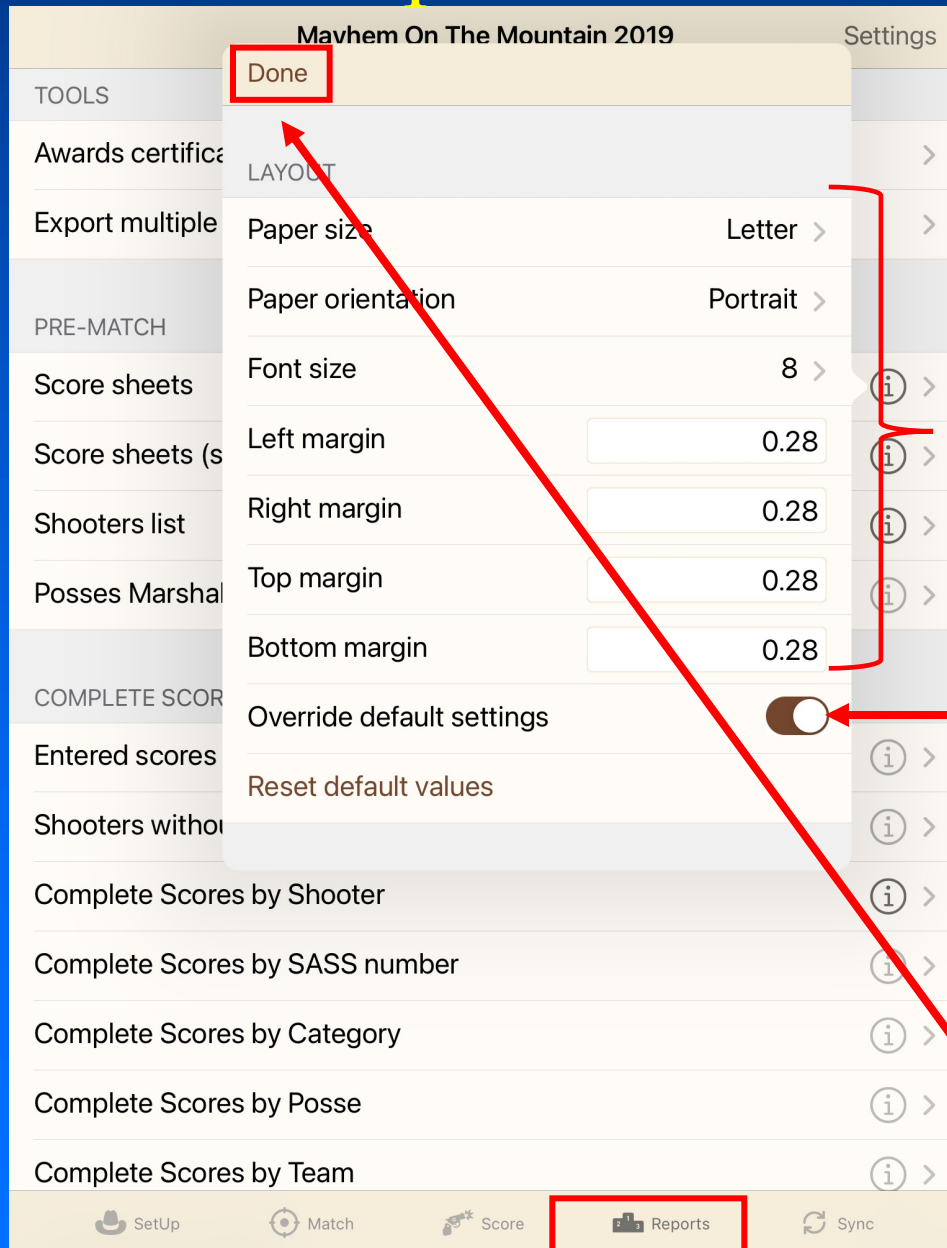 Mayhem On The Mountain 2019
Settings
Done
TOOLS
Awards certifica
Export multiple
LAYOUT
Paper size Letter
Paper orientation Portrait
Font size 8
Left margin 0.28
Right margin 0.28
Top margin 0.28
Bottom margin 0.28
Override default settings
Reset default values
PRE-MATCH
Score sheets
Score sheets (s
Shooters list
Posses Marshal
COMPLETE SCOR
Entered scores
Shooters withou
Complete Scores by Shooter
Complete Scores by SASS number
Complete Scores by Category
Complete Scores by Posse
Complete Scores by Team
SetUp Match Score Reports Sync